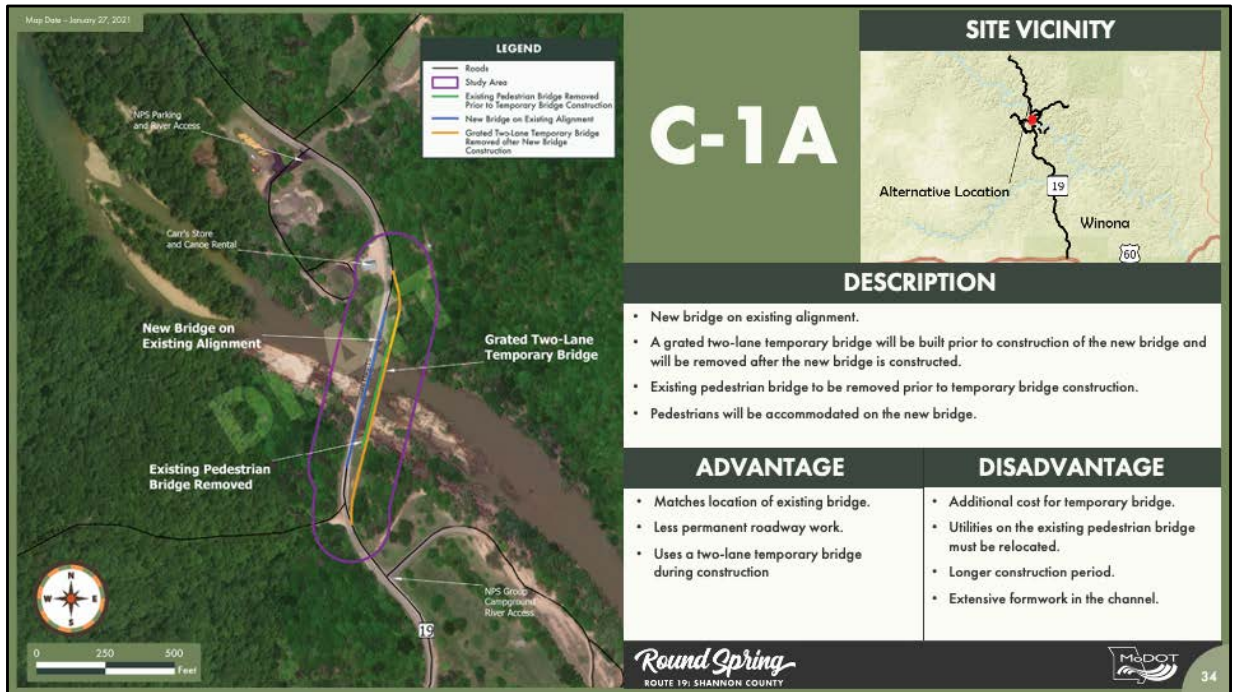 Map Date – January 27, 2021
LEGEND
Roads
Study Area
Existing Pedestrian Bridge Removed
Prior to Temporary Bridge Construction
New Bridge on Existing Alignment
Grated Two-Lane Temporary Bridge
Removed after New Bridge
Construction
NPS Parking
and River Access
Carr's Store
and Canoe Rental
New Bridge on
Existing Alignment
Grated Two-Lane
Temporary Bridge
Existing Pedestrian
Bridge Removed
NPS Group
Campground
River Access
19
N
W E
S
0 250 500
Feet
C-1A
SITE VICINITY
Alternative Location
19
Winona
60
DESCRIPTION
• New bridge on existing alignment.
• A grated two-lane temporary bridge will be built prior to construction of the new bridge and
will be removed after the new bridge is constructed.
• Existing pedestrian bridge to be removed prior to temporary bridge construction.
• Pedestrians will be accommodated on the new bridge.
ADVANTAGE
• Matches location of existing bridge.
• Less permanent roadway work.
• Uses a two-lane temporary bridge
during construction
DISADVANTAGE
• Additional cost for temporary bridge.
• Utilities on the existing pedestrian bridge
must be relocated.
• Longer construction period.
• Extensive formwork in the channel.
Round Spring
ROUTE 19: SHANNON COUNTY
MoDOT
34